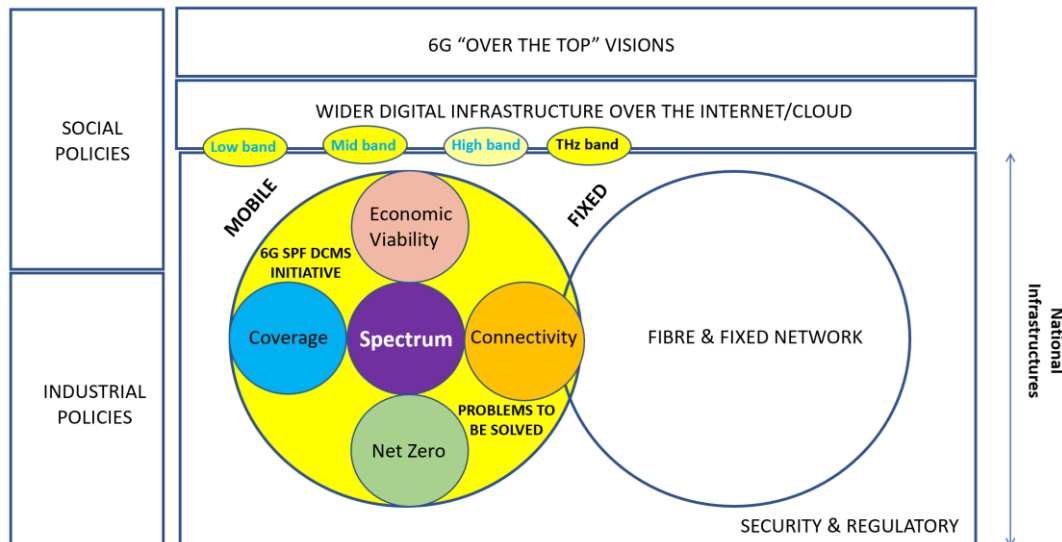 6G “OVER THE TOP” VISIONS
WIDER DIGITAL INFRASTRUCTURE OVER THE INTERNET/CLOUD
SOCIAL
POLICIES
Low band
Mid band
High band
THz band
MOBILE
FIXED
Economic
Viability
6G SPF DCMS
INITIATIVE
Coverage
Spectrum
Connectivity
FIBRE & FIXED NETWORK
National
Infrastructures
INDUSTRIAL
POLICIES
PROBLEMS TO
BE SOLVED
Net Zero
SECURITY & REGULATORY